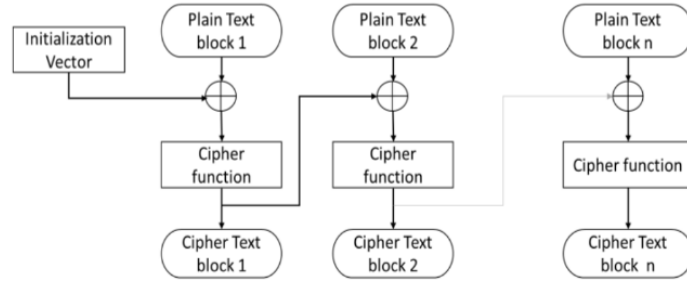 Plain Text
block 1
Plain Text
block 2
Plain Text
block n
Initialization
Vector
Cipher
function
Cipher
function
Cipher function
Cipher Text
block 1
Cipher Text
block 2
Cipher Text
block n